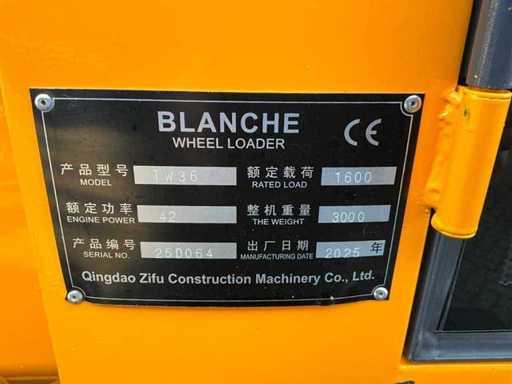 BLANCHE
WHEEL LOADER
CE
产品型号 TW36 额定载荷 1600
MODEL RATED LOAD
额定功率 42 整机重量 3000
ENGINE POWER THE WEIGHT
产品编号 25D064 出厂日期 2025 年
SERIAL NO. MANUFACTURING DATE
Qingdao Zifu Construction Machinery Co., Ltd.